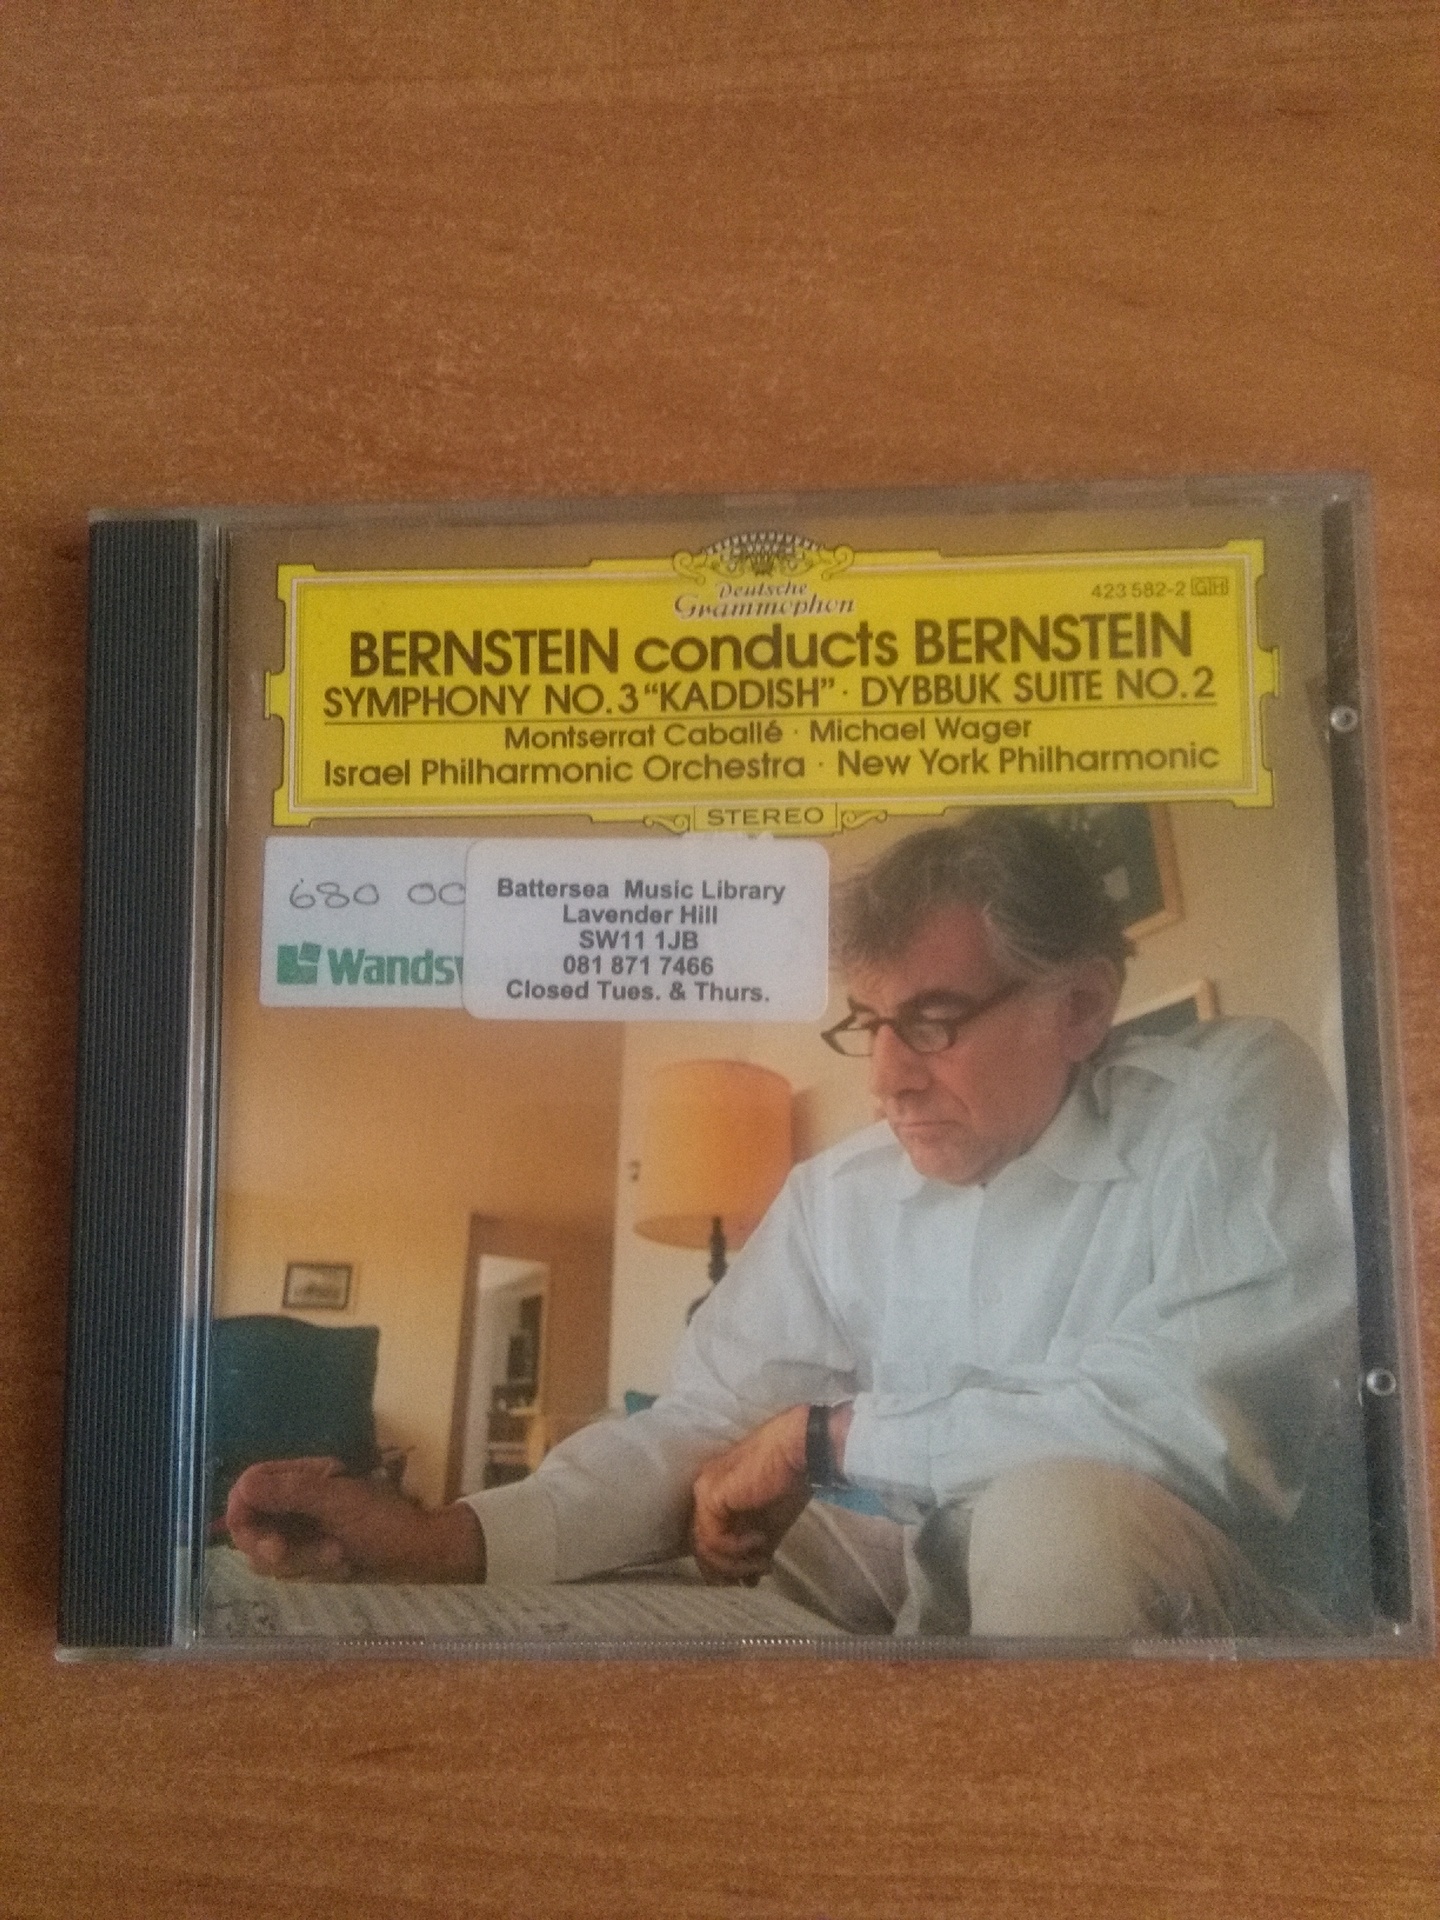 Deutsche
Grammophon
423 582-2 GH
BERNSTEIN conducts BERNSTEIN
SYMPHONY NO. 3 “KADDISH” · DYBBUK SUITE NO. 2
Montserrat Caballé · Michael Wager
Israel Philharmonic Orchestra · New York Philharmonic
STEREO
680 00
Wands
Battersea Music Library
Lavender Hill
SW11 1JB
081 871 7466
Closed Tues. & Thurs.